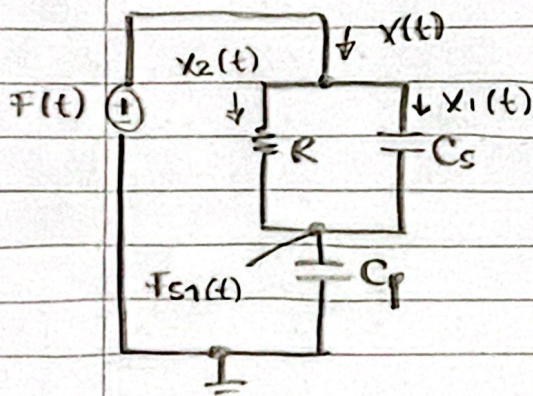 x(t)
x2(t)
F(t)
±
x1(t)
R
Cs
Fs1(t)
Cp